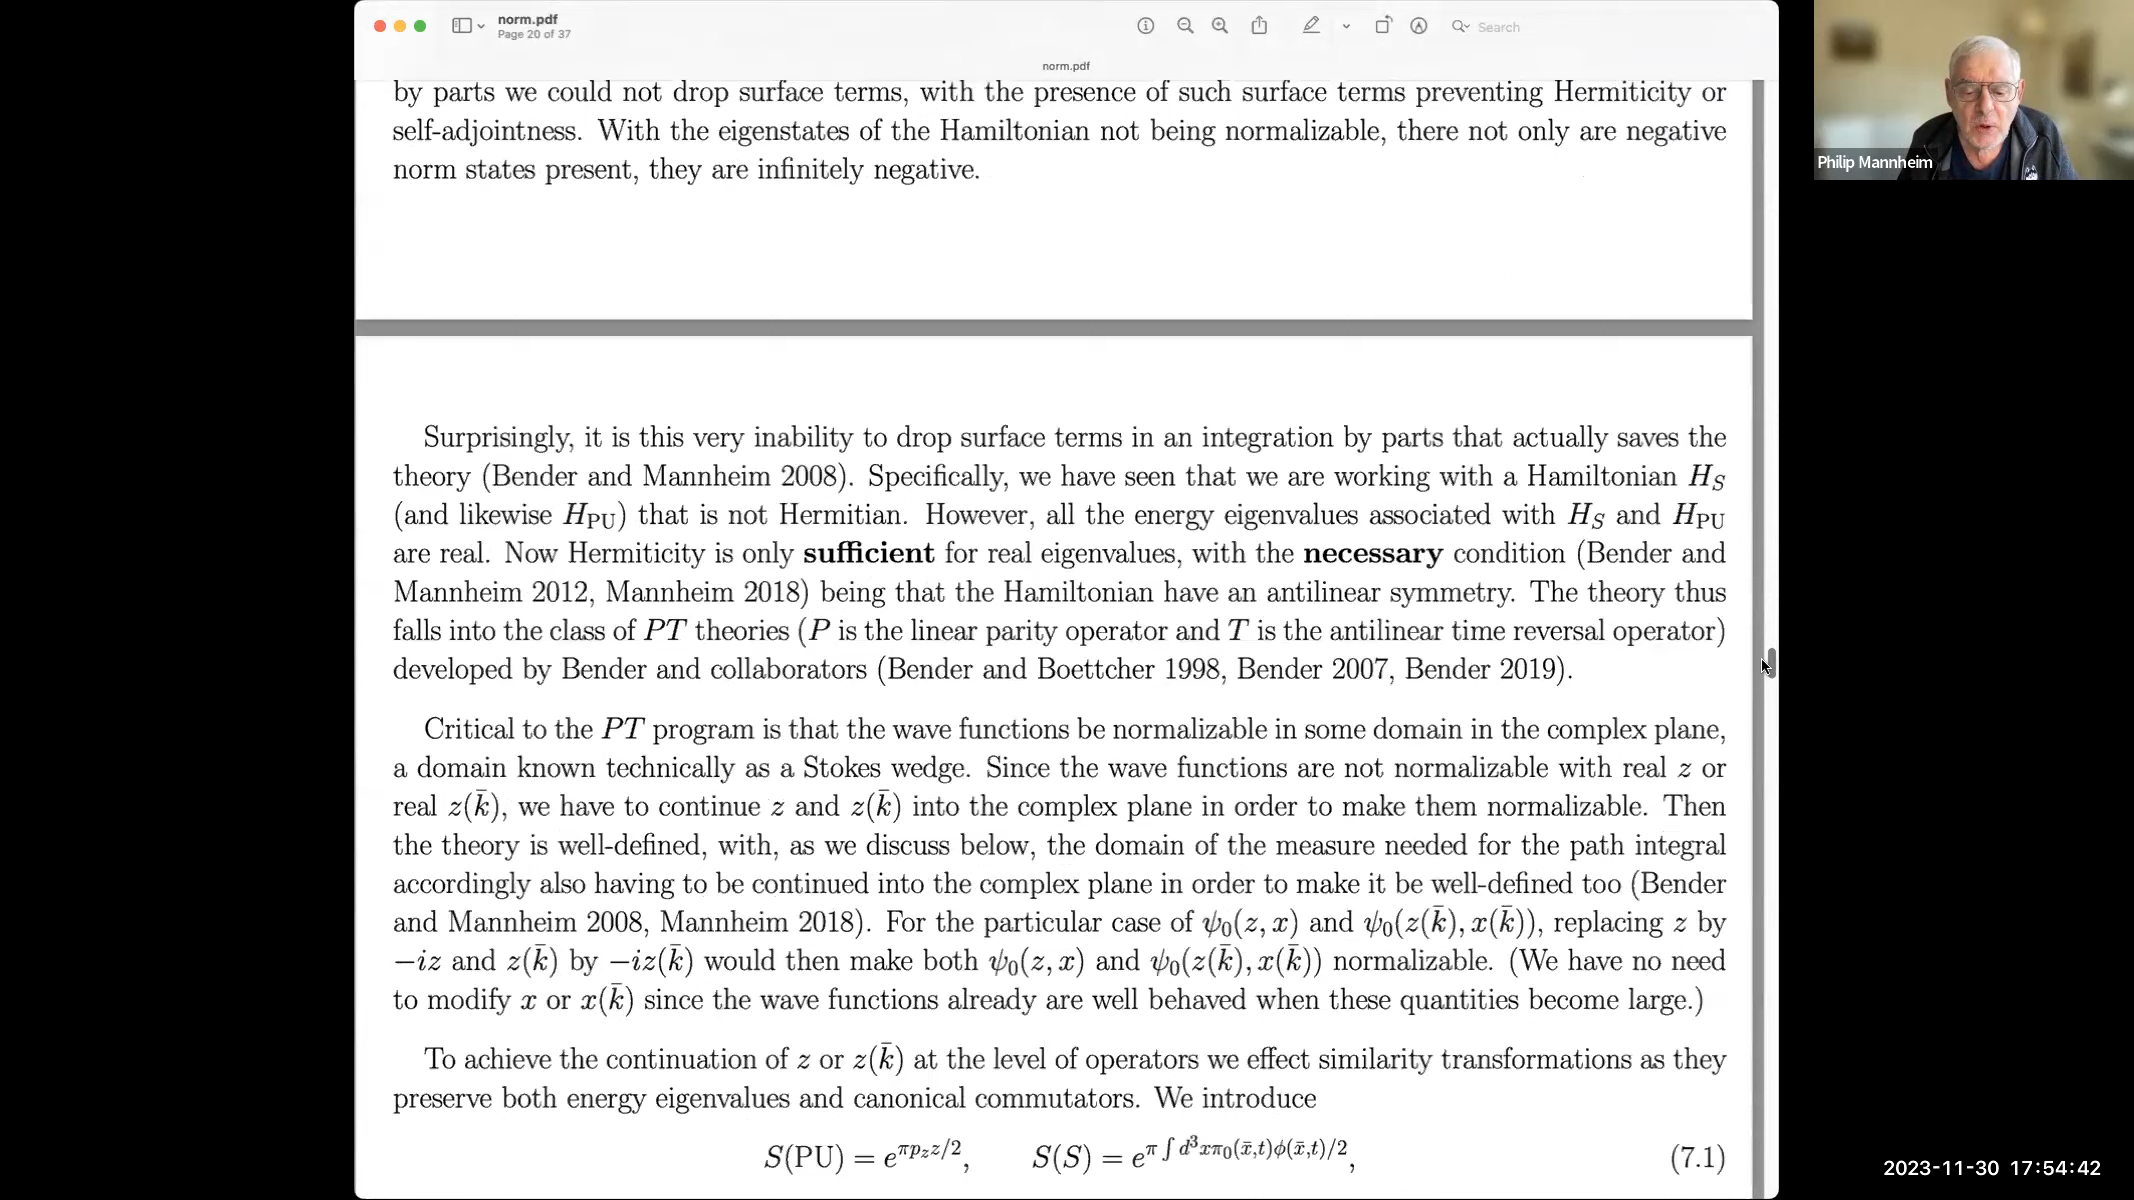 norm.pdf
Page 20 of 37
Search
norm.pdf
by parts we could not drop surface terms, with the presence of such surface terms preventing Hermiticity or
self-adjointness. With the eigenstates of the Hamiltonian not being normalizable, there not only are negative
norm states present, they are infinitely negative.
Philip Mannheim
Surprisingly, it is this very inability to drop surface terms in an integration by parts that actually saves the
theory (Bender and Mannheim 2008). Specifically, we have seen that we are working with a Hamiltonian H_S
(and likewise H_PU) that is not Hermitian. However, all the energy eigenvalues associated with H_S and H_PU
are real. Now Hermiticity is only sufficient for real eigenvalues, with the necessary condition (Bender and
Mannheim 2012, Mannheim 2018) being that the Hamiltonian have an antilinear symmetry. The theory thus
falls into the class of PT theories (P is the linear parity operator and T is the antilinear time reversal operator)
developed by Bender and collaborators (Bender and Boettcher 1998, Bender 2007, Bender 2019).
Critical to the PT program is that the wave functions be normalizable in some domain in the complex plane,
a domain known technically as a Stokes wedge. Since the wave functions are not normalizable with real z or
real z(k̄), we have to continue z and z(k̄) into the complex plane in order to make them normalizable. Then
the theory is well-defined, with, as we discuss below, the domain of the measure needed for the path integral
accordingly also having to be continued into the complex plane in order to make it be well-defined too (Bender
and Mannheim 2008, Mannheim 2018). For the particular case of ψ₀(z, x) and ψ₀(z(k̄), x(k̄)), replacing z by
−iz and z(k̄) by −iz(k̄) would then make both ψ₀(z, x) and ψ₀(z(k̄), x(k̄)) normalizable. (We have no need
to modify x or x(k̄) since the wave functions already are well behaved when these quantities become large.)
To achieve the continuation of z or z(k̄) at the level of operators we effect similarity transformations as they
preserve both energy eigenvalues and canonical commutators. We introduce
S(PU) = e^{πp_z z/2}, S(S) = e^{π∫d³xπ₀(x̄,t)φ(x̄,t)/2}, (7.1)
2023-11-30 17:54:42